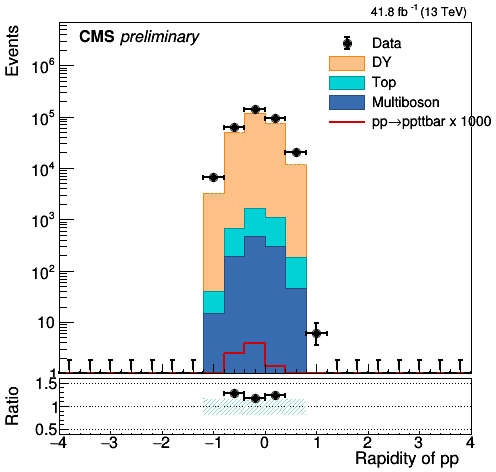 41.8 fb⁻¹ (13 TeV)
CMS preliminary
Events
Data
DY
Top
Multiboson
pp→ppttbar x 1000
10⁶
10⁵
10⁴
10³
10²
10
1
Ratio
1.5
1
0.5
−4 −3 −2 −1 0 1 2 3 4
Rapidity of pp